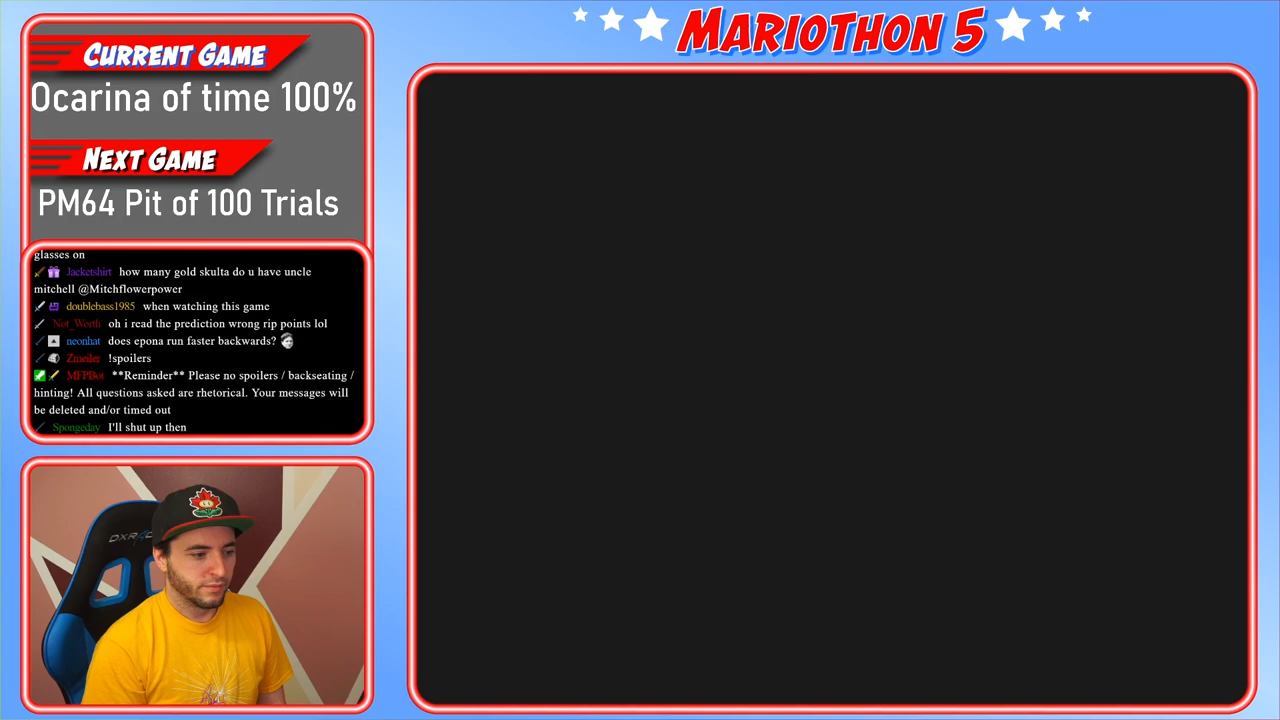 MARIOTHON 5
CURRENT GAME
Ocarina of time 100%
NEXT GAME
PM64 Pit of 100 Trials
glasses on
Jacketshirt how many gold skulta do u have uncle
mitchell @Mitchflowerpower
doublebass1985 when watching this game
Not_Worth oh i read the prediction wrong rip points lol
neonhat does epona run faster backwards?
Zmeiler !spoilers
MFPBot **Reminder** Please no spoilers / backseating /
hinting! All questions asked are rhetorical. Your messages will
be deleted and/or timed out
Spongeday I'll shut up then